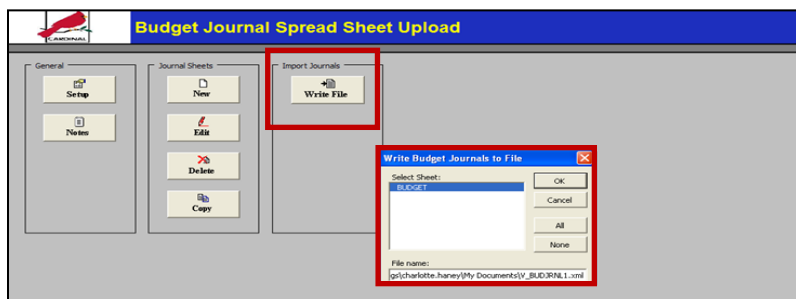 CARDINAL
Budget Journal Spread Sheet Upload
General
Setup
Notes
Journal Sheets
New
Edit
Delete
Copy
Import Journals
Write File
Write Budget Journals to File
Select Sheet:
BUDGET
OK
Cancel
All
None
File name:
gs\charlotte.haney\My Documents\V_BUDJRNL1.xml